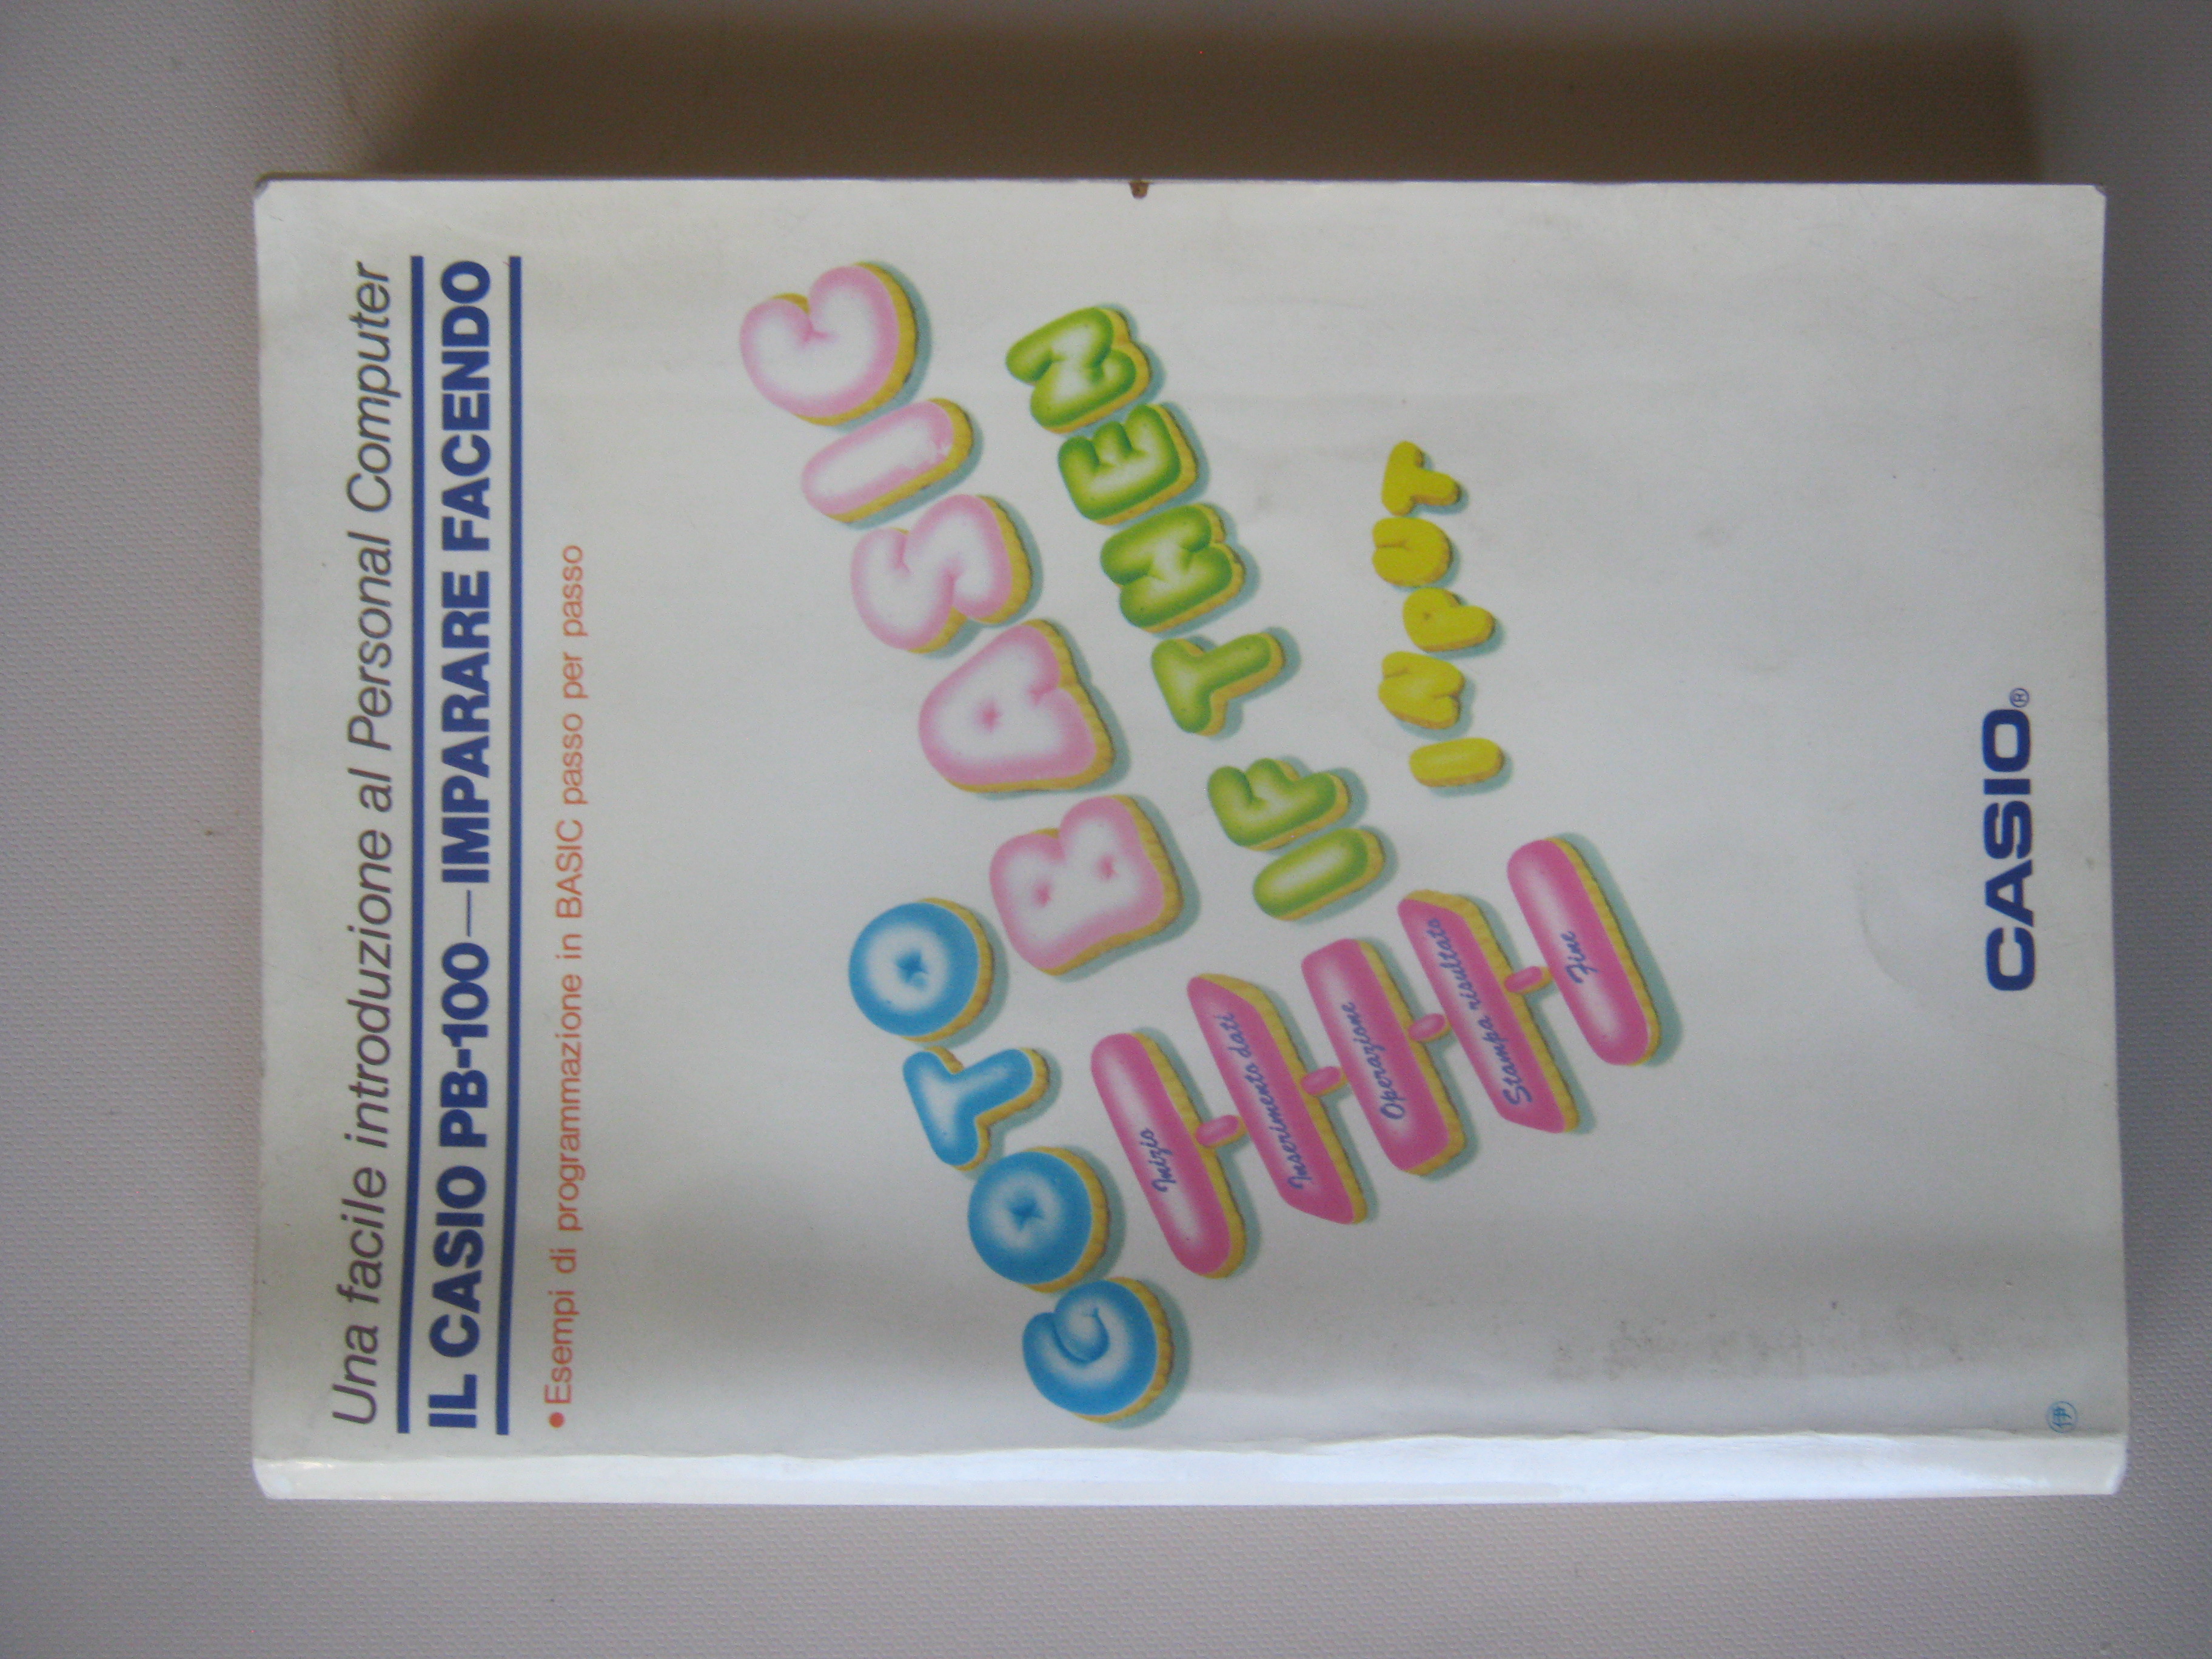 Una facile introduzione al Personal Computer
IL CASIO PB-100—IMPARARE FACENDO
●Esempi di programmazione in BASIC passo per passo
GOTO
BASIC
IF THEN
INPUT
Inizio
Inserimento dati
Operazione
Stampa risultato
Fine
CASIO®
㋑